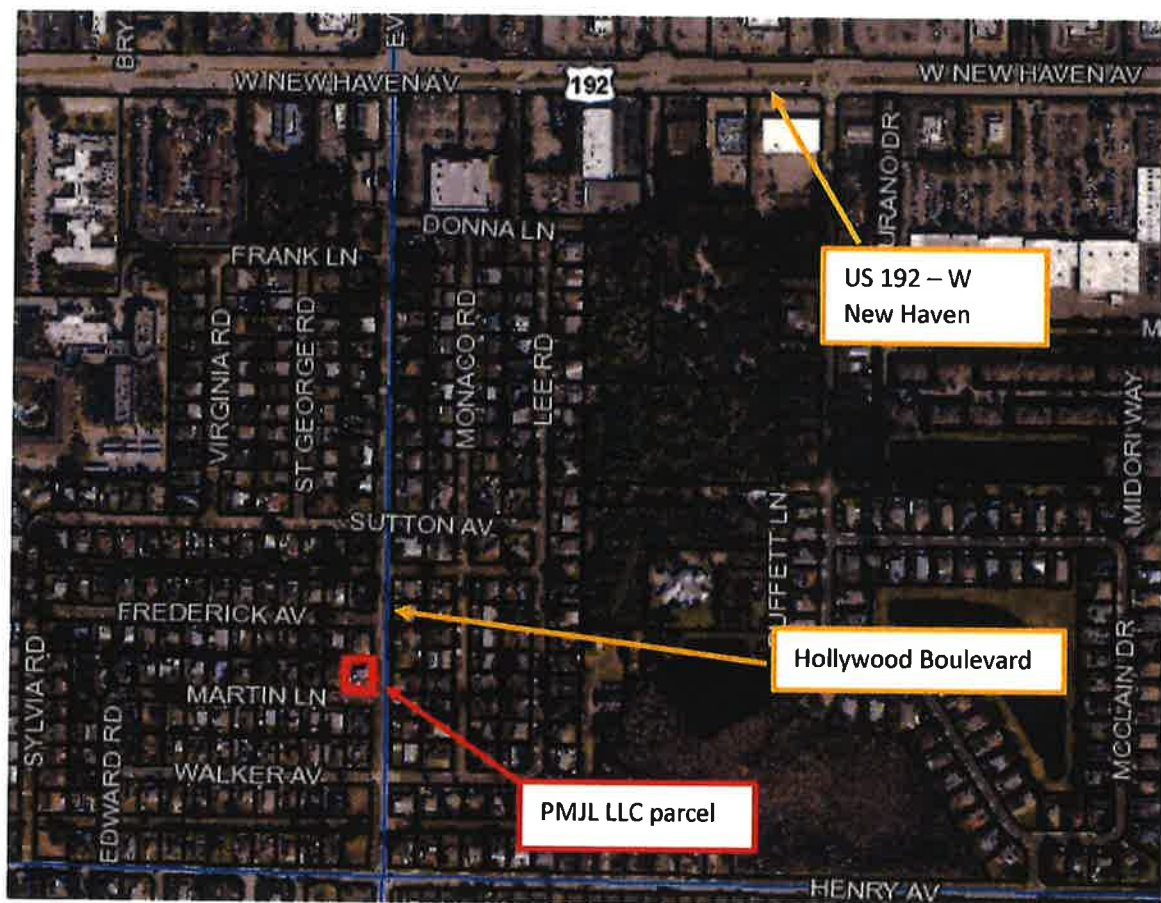 BRY
EV
W NEW HAVEN AV
192
W NEW HAVEN AV
URANO DR
DONNA LN
FRANK LN
US 192 – W
New Haven
VIRGINIA RD
ST GEORGE RD
MONACO RD
LEE RD
M
MIDORI WAY
SUTTON AV
UFFETT LN
FREDERICK AV
Hollywood Boulevard
SYLVIA RD
MARTIN LN
MCCLAIN DR
EDWARD RD
WALKER AV
PMJL LLC parcel
HENRY AV